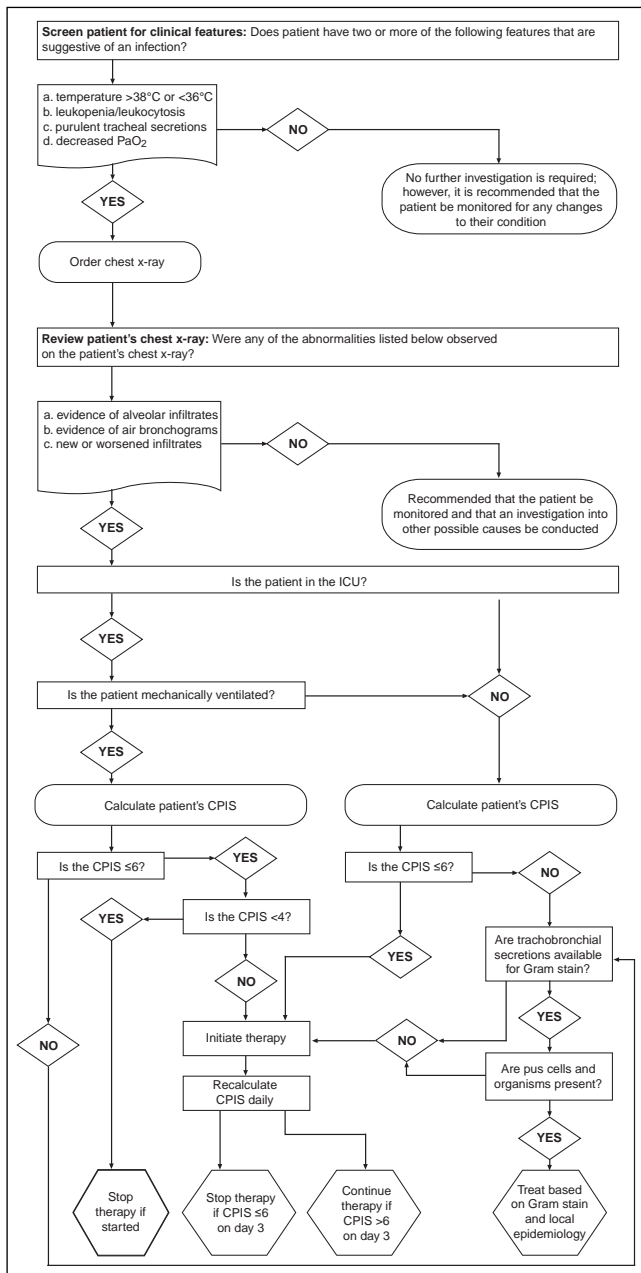 Screen patient for clinical features: Does patient have two or more of the following features that are
suggestive of an infection?
a. temperature >38°C or <36°C
b. leukopenia/leukocytosis
c. purulent tracheal secretions
d. decreased PaO2
NO
No further investigation is required;
however, it is recommended that the
patient be monitored for any changes
to their condition
YES
Order chest x-ray
Review patient's chest x-ray: Were any of the abnormalities listed below observed
on the patient's chest x-ray?
a. evidence of alveolar infiltrates
b. evidence of air bronchograms
c. new or worsened infiltrates
NO
Recommended that the patient be
monitored and that an investigation into
other possible causes be conducted
YES
Is the patient in the ICU?
YES
Is the patient mechanically ventilated?
NO
YES
Calculate patient's CPIS
Calculate patient's CPIS
Is the CPIS ≤6?
YES
Is the CPIS ≤6?
NO
YES
Is the CPIS <4?
Are trachobronchial
secretions available
for Gram stain?
YES
NO
YES
NO
Initiate therapy
NO
Are pus cells and
organisms present?
Recalculate
CPIS daily
YES
Stop
therapy if
started
Stop therapy
if CPIS ≤6
on day 3
Continue
therapy if
CPIS >6
on day 3
Treat based
on Gram stain
and local
epidemiology